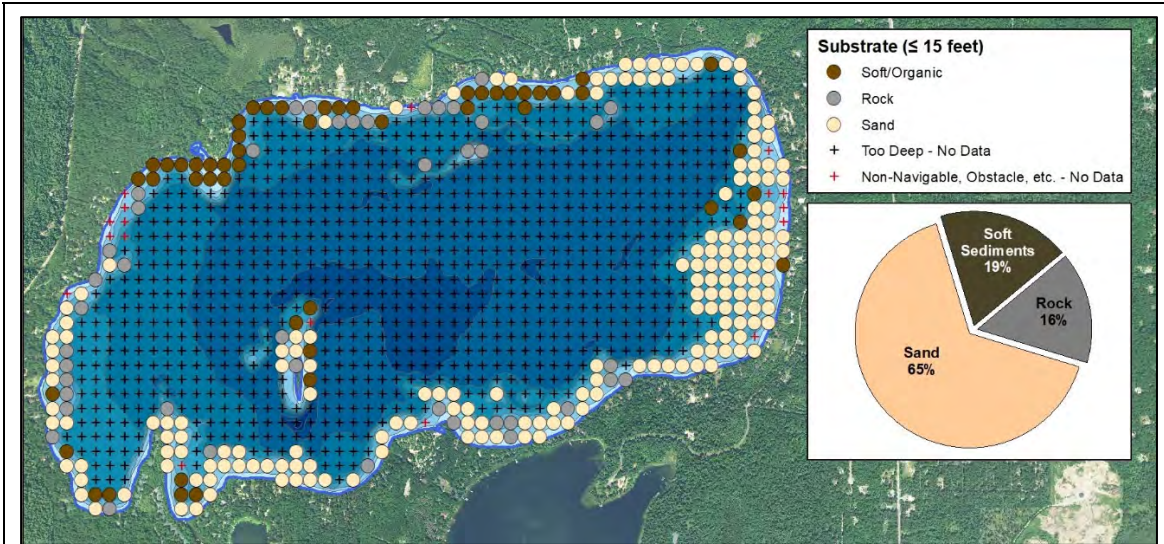 Substrate (≤ 15 feet)
Soft/Organic
Rock
Sand
Too Deep - No Data
Non-Navigable, Obstacle, etc. - No Data
Soft
Sediments
19%
Rock
16%
Sand
65%